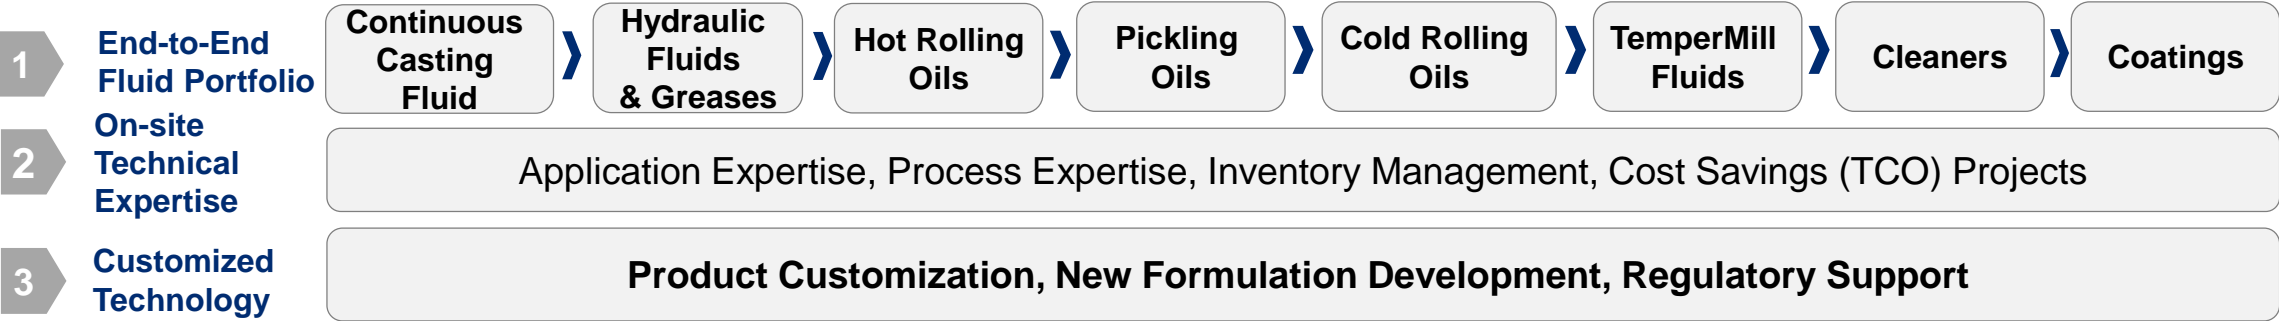 1
End-to-End
Fluid Portfolio
Continuous
Casting
Fluid
Hydraulic
Fluids
& Greases
Hot Rolling
Oils
Pickling
Oils
Cold Rolling
Oils
TemperMill
Fluids
Cleaners
Coatings
2
On-site
Technical
Expertise
Application Expertise, Process Expertise, Inventory Management, Cost Savings (TCO) Projects
3
Customized
Technology
Product Customization, New Formulation Development, Regulatory Support